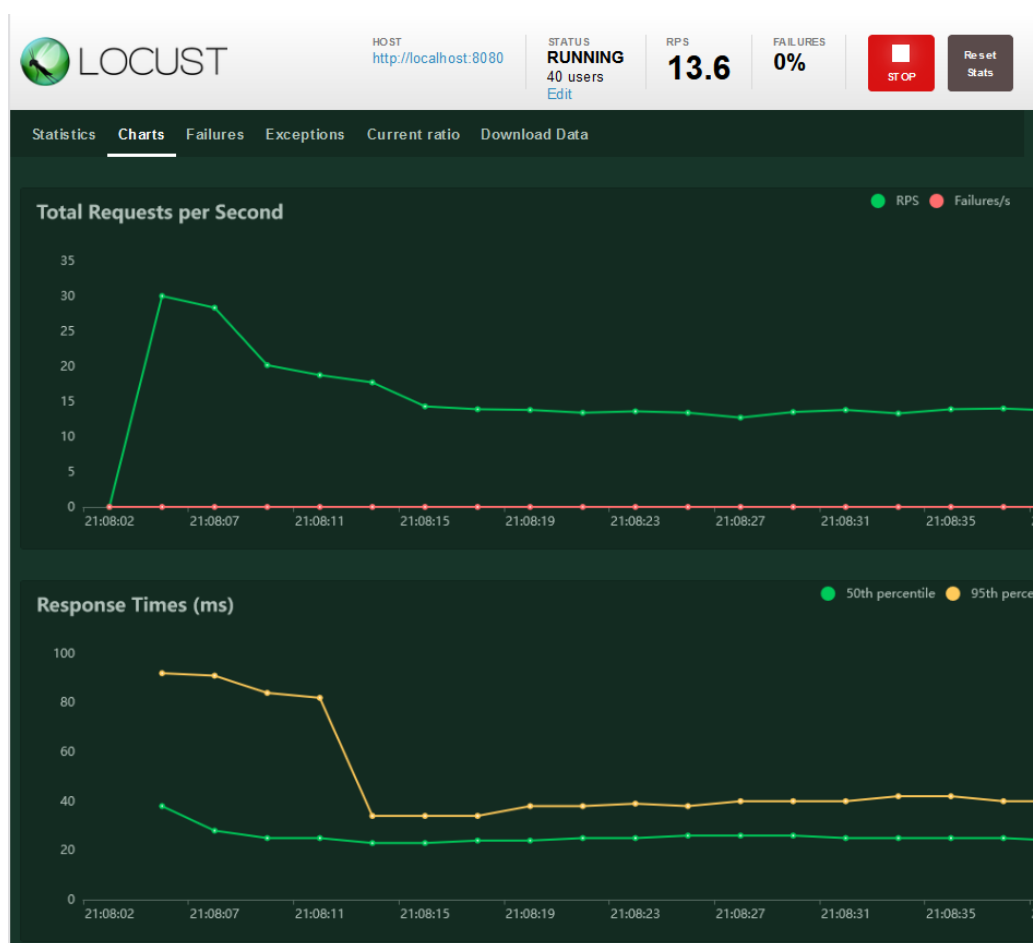 LOCUST
HOST
http://localhost:8080
STATUS
RUNNING
40 users
Edit
RPS
13.6
FAILURES
0%
STOP
Reset
Stats
Statistics Charts Failures Exceptions Current ratio Download Data
Total Requests per Second
RPS Failures/s
35
30
25
20
15
10
5
0
21:08:02 21:08:07 21:08:11 21:08:15 21:08:19 21:08:23 21:08:27 21:08:31 21:08:35
Response Times (ms)
50th percentile 95th perce
100
80
60
40
20
0
21:08:02 21:08:07 21:08:11 21:08:15 21:08:19 21:08:23 21:08:27 21:08:31 21:08:35